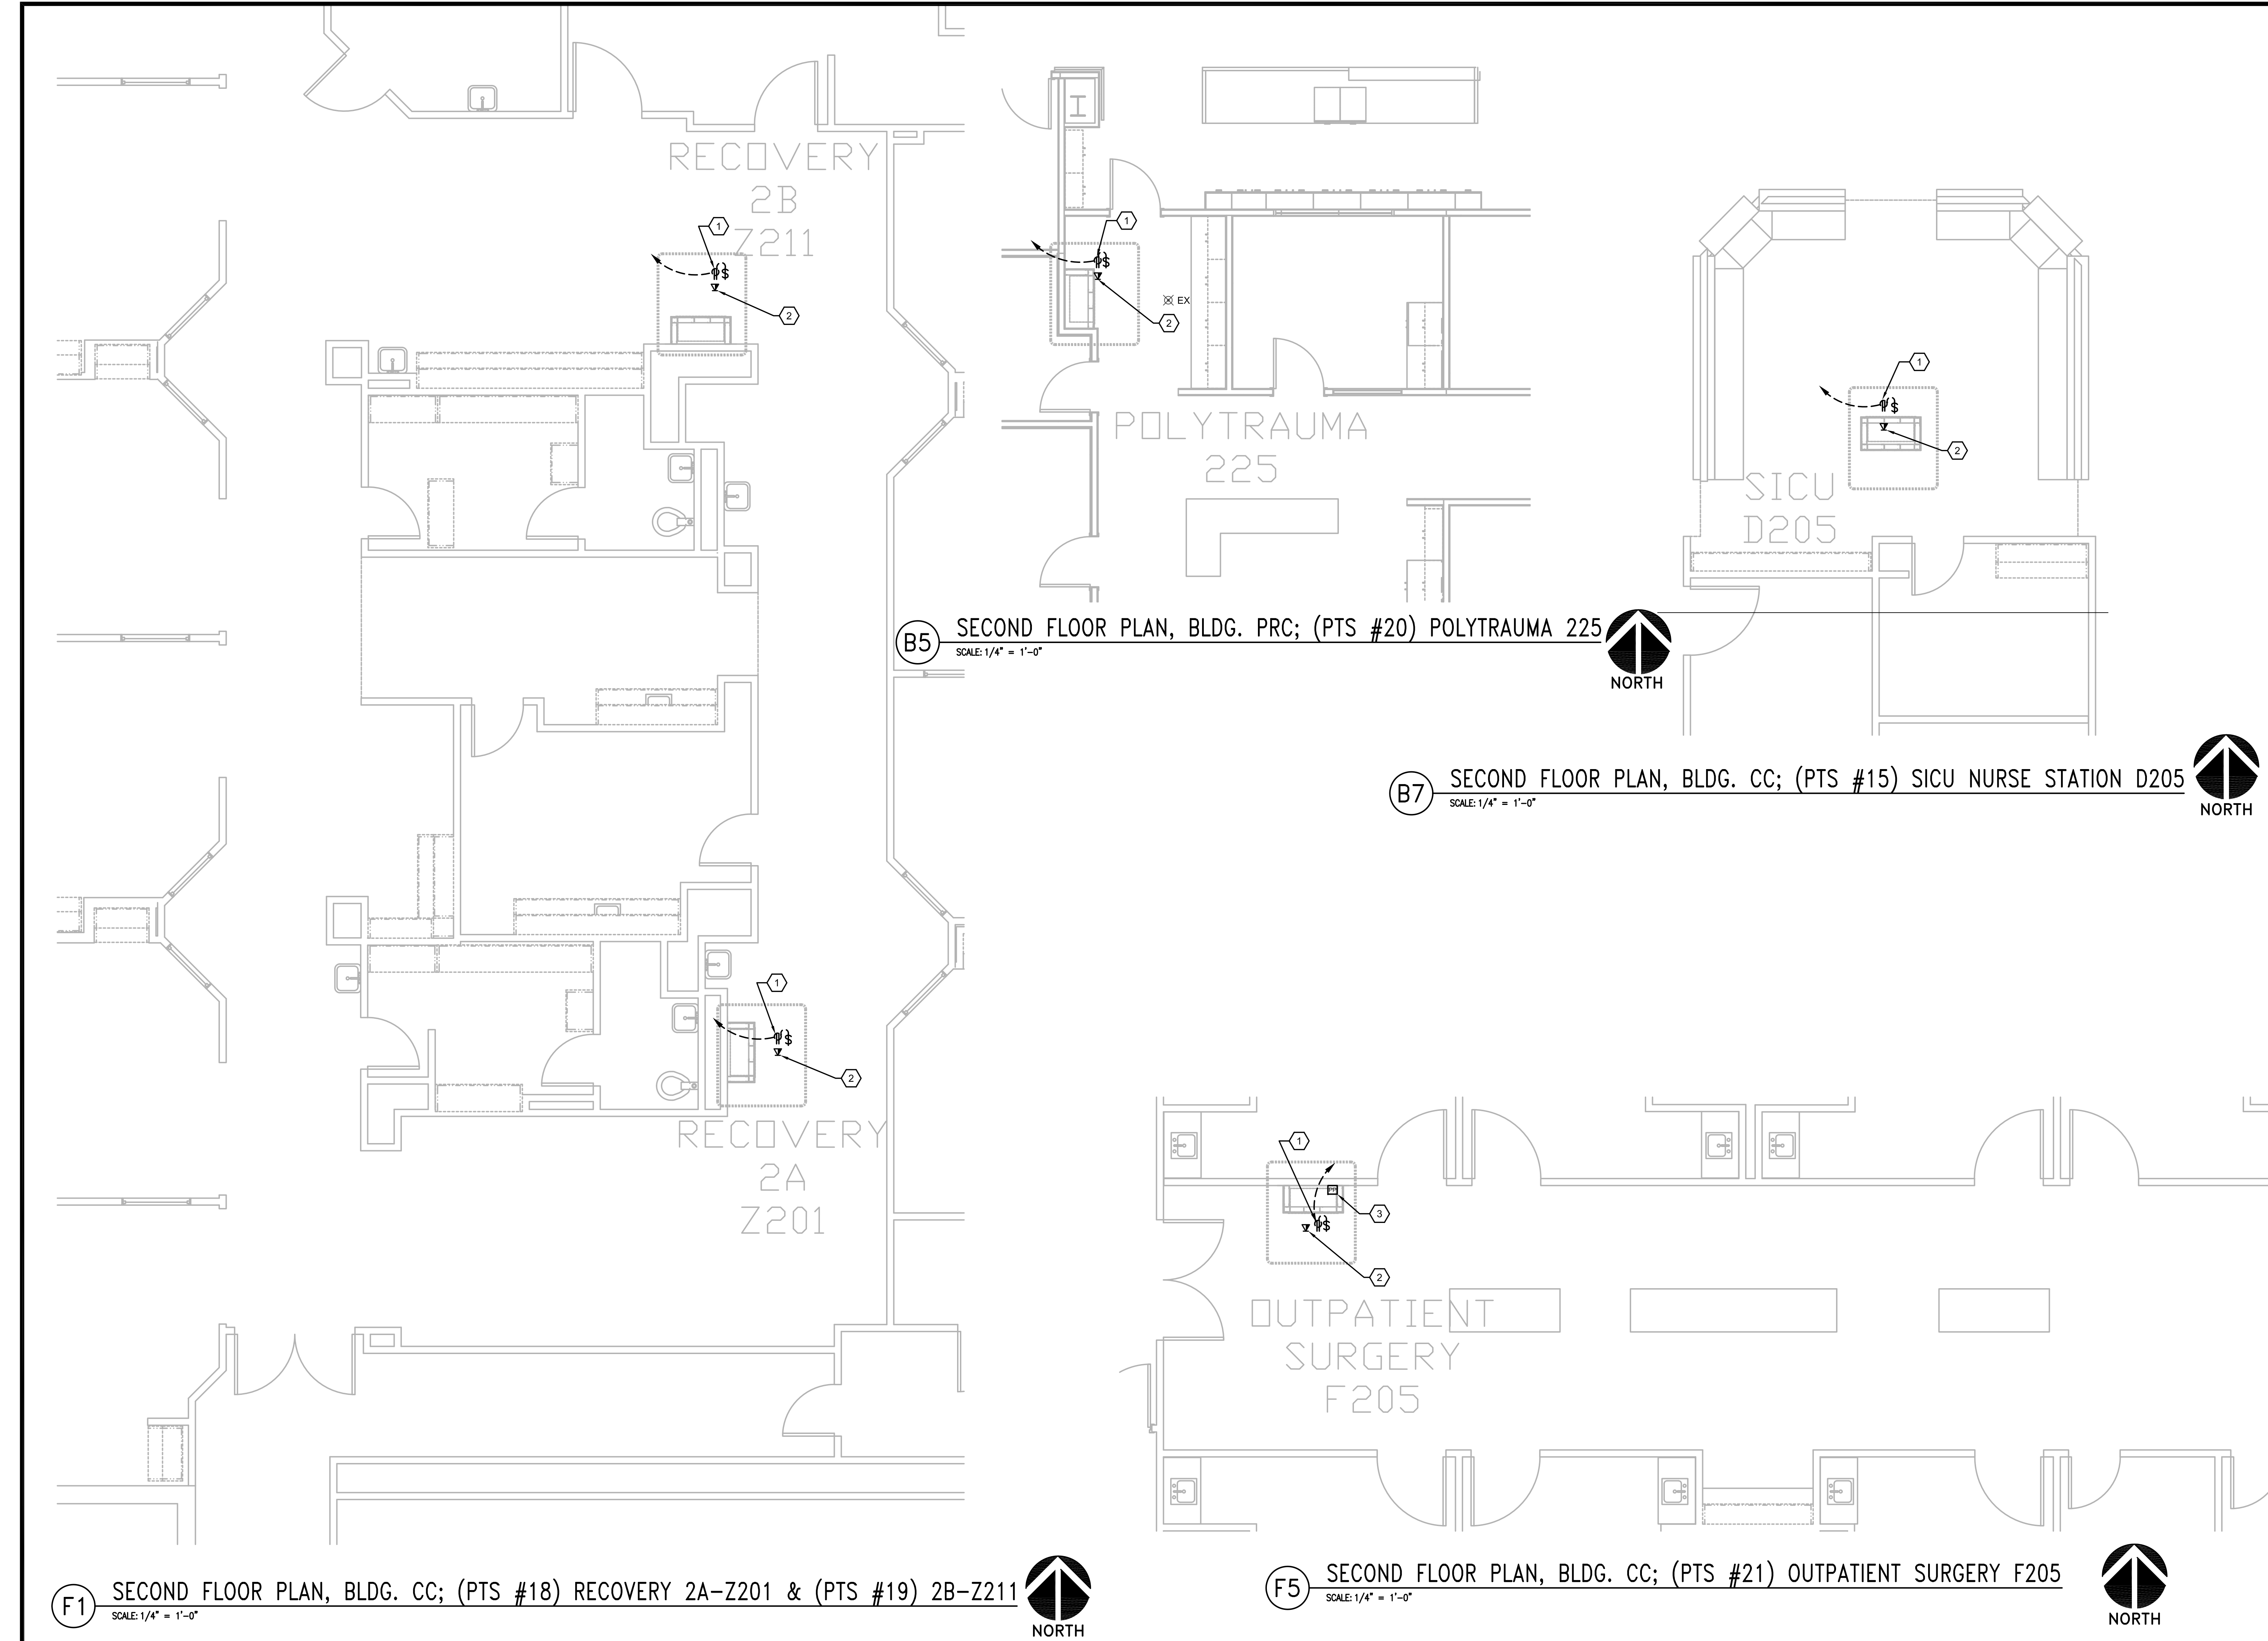 RECOVERY
2B
Z211
1
$
2
1
$
2
EX
POLYTRAUMA
225
B5
SECOND FLOOR PLAN, BLDG. PRC; (PTS #20) POLYTRAUMA 225
SCALE: 1/4" = 1'-0"
NORTH
1
$
2
SICU
D205
B7
SECOND FLOOR PLAN, BLDG. CC; (PTS #15) SICU NURSE STATION D205
SCALE: 1/4" = 1'-0"
NORTH
1
$
2
RECOVERY
2A
Z201
F1
SECOND FLOOR PLAN, BLDG. CC; (PTS #18) RECOVERY 2A-Z201 & (PTS #19) 2B-Z211
SCALE: 1/4" = 1'-0"
NORTH
1
PP
3
$
2
OUTPATIENT
SURGERY
F205
F5
SECOND FLOOR PLAN, BLDG. CC; (PTS #21) OUTPATIENT SURGERY F205
SCALE: 1/4" = 1'-0"
NORTH